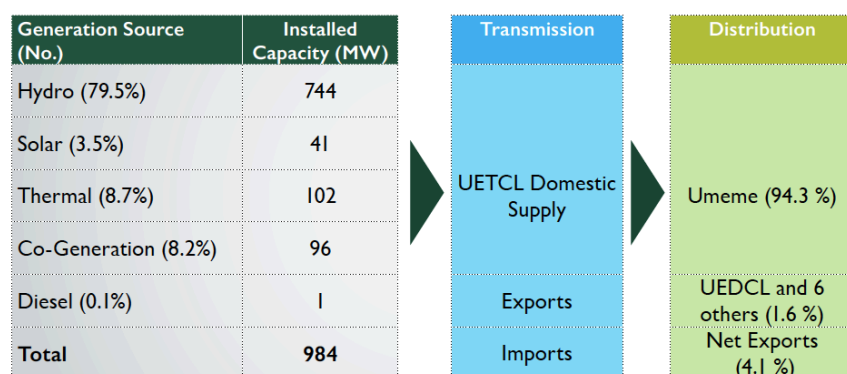 Generation Source
(No.)
Installed
Capacity (MW)
Hydro (79.5%)
744
Solar (3.5%)
41
Thermal (8.7%)
102
Co-Generation (8.2%)
96
Diesel (0.1%)
1
Total
984
Transmission
UETCL Domestic
Supply
Exports
Imports
Distribution
Umeme (94.3 %)
UEDCL and 6
others (1.6 %)
Net Exports
(4.1 %)